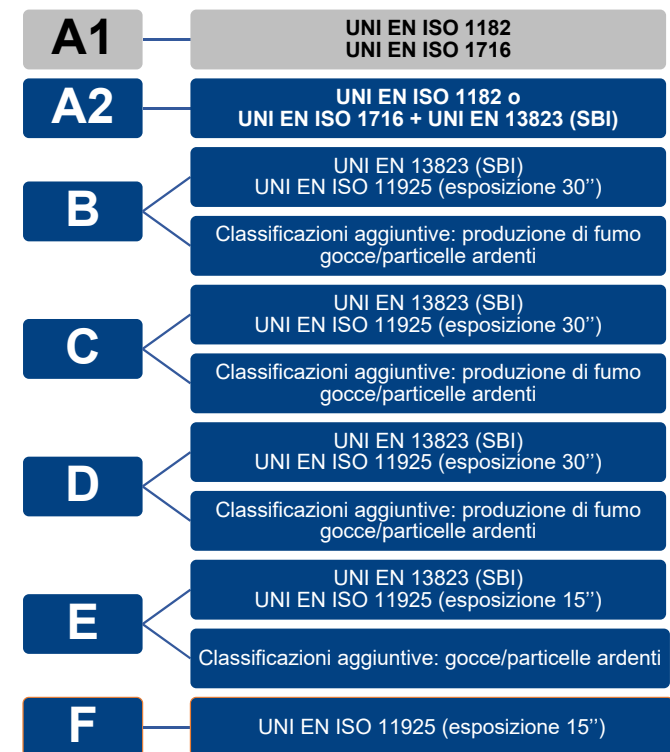 A1
UNI EN ISO 1182
UNI EN ISO 1716
A2
UNI EN ISO 1182 o
UNI EN ISO 1716 + UNI EN 13823 (SBI)
B
UNI EN 13823 (SBI)
UNI EN ISO 11925 (esposizione 30’’)
Classificazioni aggiuntive: produzione di fumo
gocce/particelle ardenti
C
UNI EN 13823 (SBI)
UNI EN ISO 11925 (esposizione 30’’)
Classificazioni aggiuntive: produzione di fumo
gocce/particelle ardenti
D
UNI EN 13823 (SBI)
UNI EN ISO 11925 (esposizione 30’’)
Classificazioni aggiuntive: produzione di fumo
gocce/particelle ardenti
E
UNI EN 13823 (SBI)
UNI EN ISO 11925 (esposizione 15’’)
Classificazioni aggiuntive: gocce/particelle ardenti
F
UNI EN ISO 11925 (esposizione 15’’)